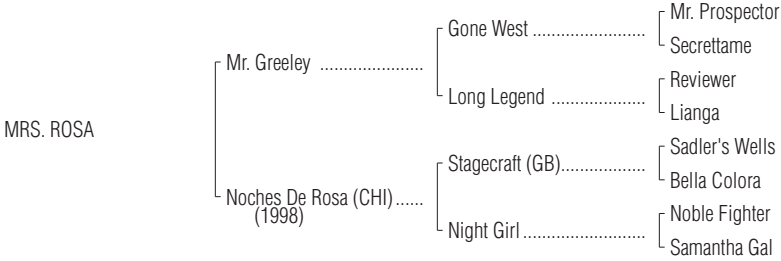 Mr. Prospector
Gone West ........................
Secrettame
Mr. Greeley ......................
Reviewer
Long Legend ....................
Lianga
MRS. ROSA
Sadler's Wells
Stagecraft (GB)..................
Bella Colora
Noches De Rosa (CHI) ......
(1998)
Noble Fighter
Night Girl ..........................
Samantha Gal